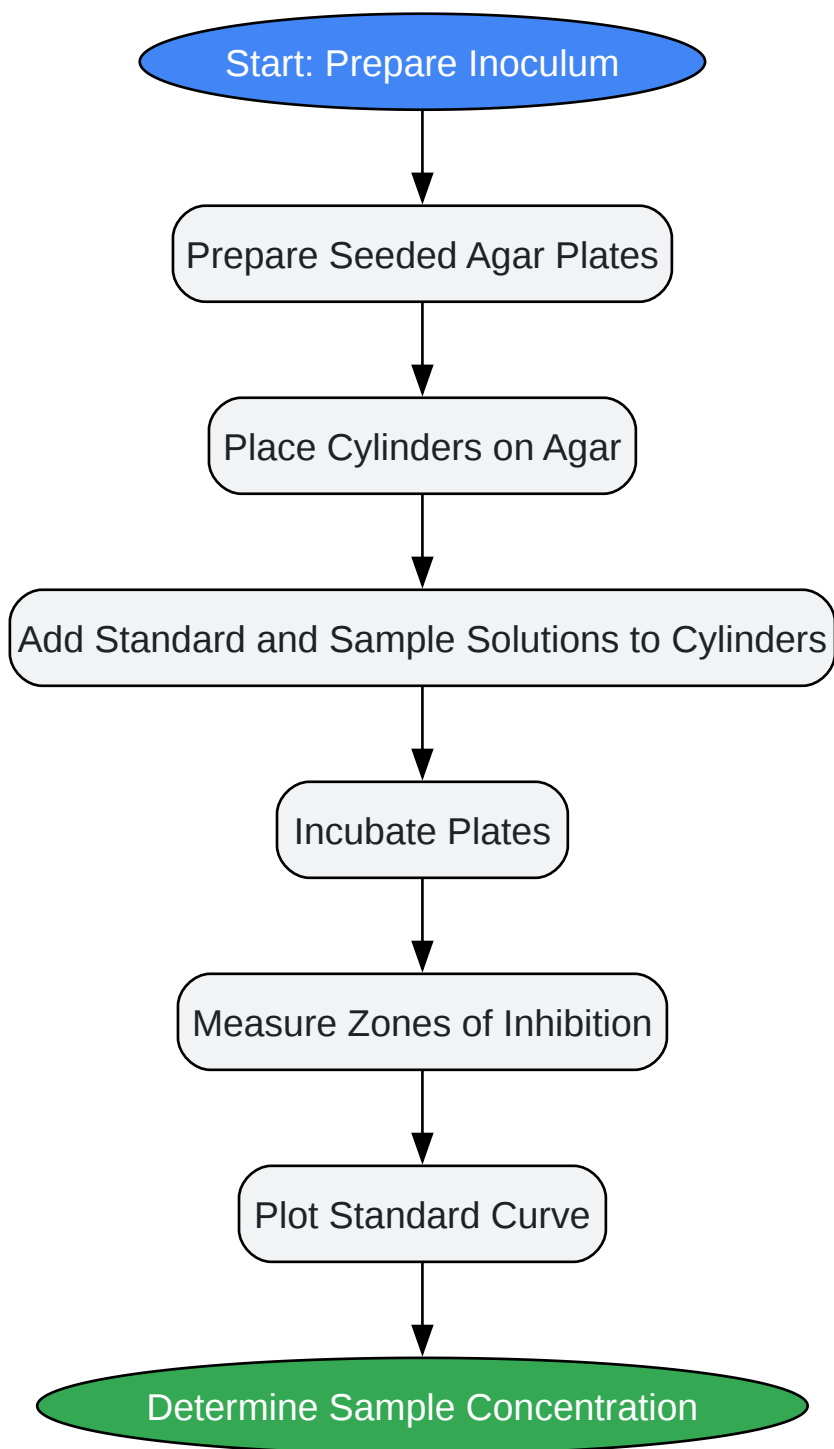 Start: Prepare Inoculum
Prepare Seeded Agar Plates
Place Cylinders on Agar
Add Standard and Sample Solutions to Cylinders
Incubate Plates
Measure Zones of Inhibition
Plot Standard Curve
Determine Sample Concentration